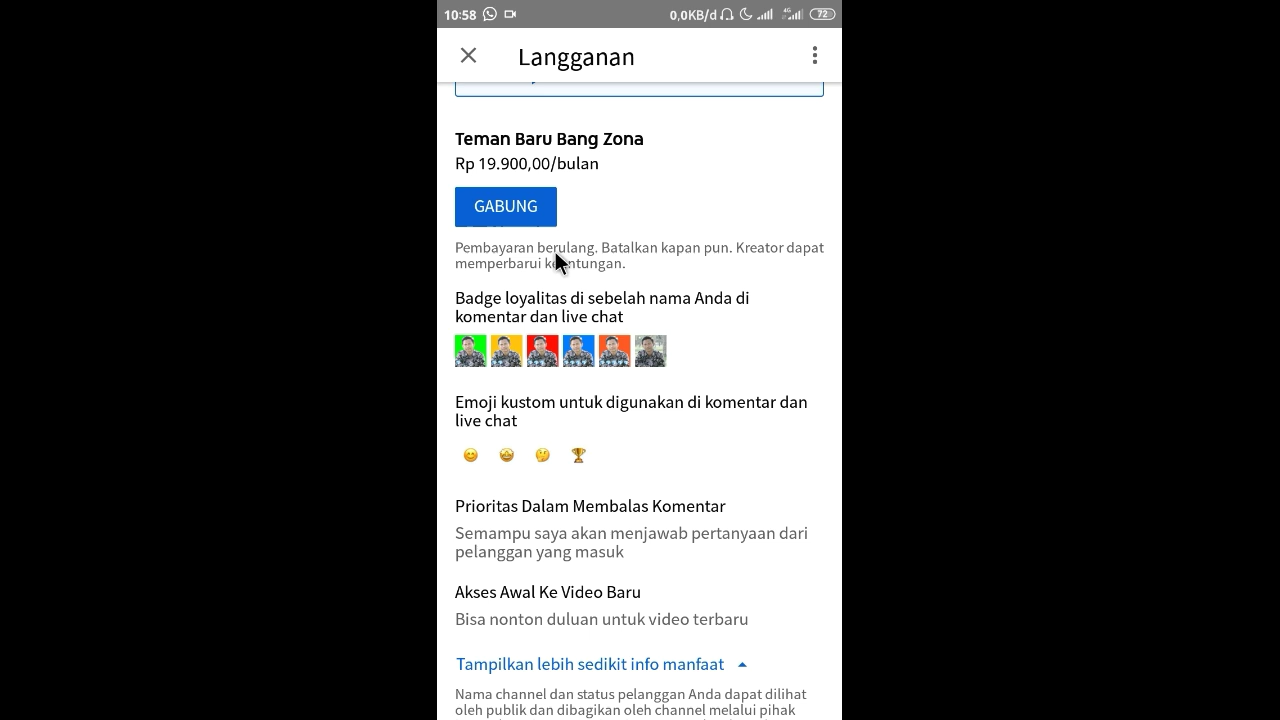 10:58
0,0KB/d
4G
72
Langganan
Teman Baru Bang Zona
Rp 19.900,00/bulan
GABUNG
Pembayaran berulang. Batalkan kapan pun. Kreator dapat
memperbarui keuntungan.
Badge loyalitas di sebelah nama Anda di
komentar dan live chat
Emoji kustom untuk digunakan di komentar dan
live chat
Prioritas Dalam Membalas Komentar
Semampu saya akan menjawab pertanyaan dari
pelanggan yang masuk
Akses Awal Ke Video Baru
Bisa nonton duluan untuk video terbaru
Tampilkan lebih sedikit info manfaat
Nama channel dan status pelanggan Anda dapat dilihat
oleh publik dan dibagikan oleh channel melalui pihak